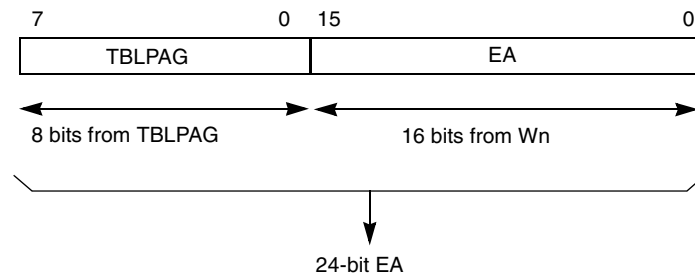 7 0 15 0
TBLPAG EA
8 bits from TBLPAG 16 bits from Wn
24-bit EA